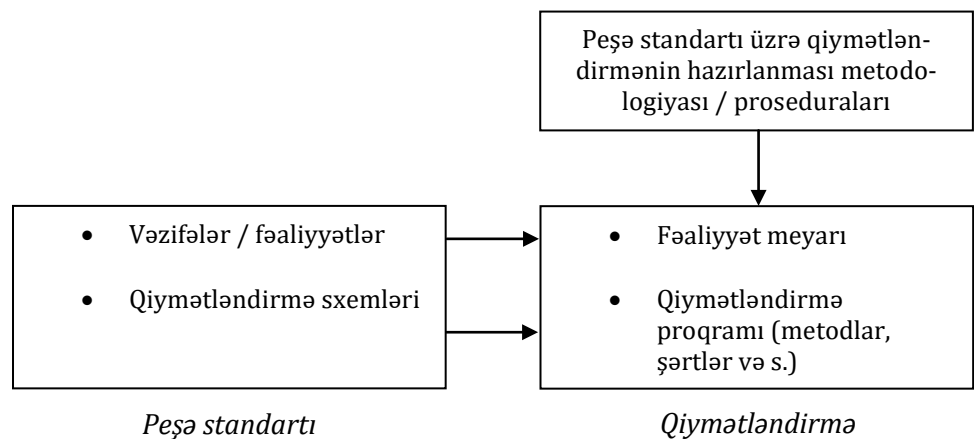 Peşə standartı üzrə qiymətlən-
dirmənin hazırlanması metodo-
logiyası / proseduraları
• Vəzifələr / fəaliyyətlər
• Qiymətləndirmə sxemləri
• Fəaliyyət meyarı
• Qiymətləndirmə
proqramı (metodlar,
şərtlər və s.)
Peşə standartı
Qiymətləndirmə